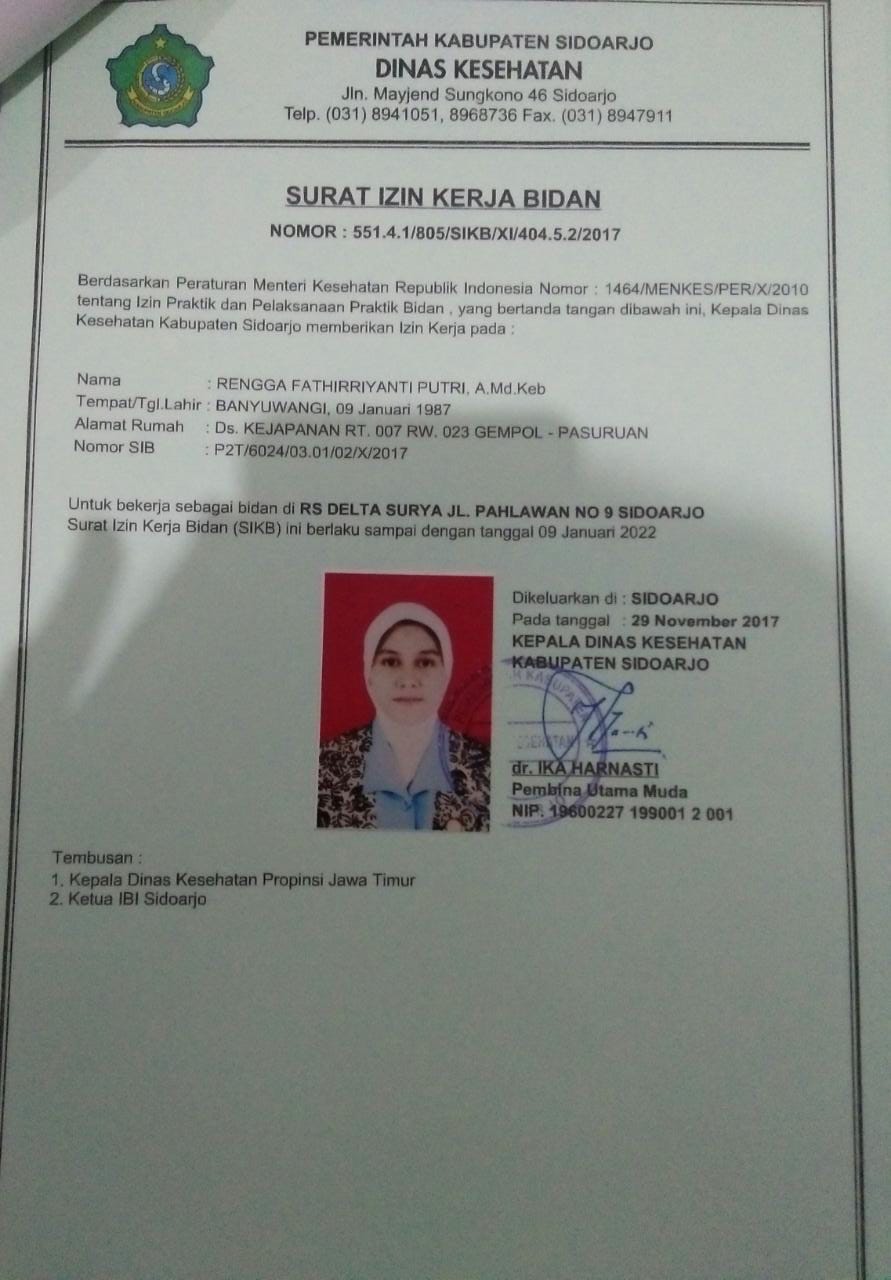 PEMERINTAH KABUPATEN SIDOARJO
DINAS KESEHATAN
Jln. Mayjend Sungkono 46 Sidoarjo
Telp. (031) 8941051, 8968736 Fax. (031) 8947911
SURAT IZIN KERJA BIDAN
NOMOR : 551.4.1/805/SIKB/XI/404.5.2/2017
Berdasarkan Peraturan Menteri Kesehatan Republik Indonesia Nomor : 1464/MENKES/PER/X/2010
tentang Izin Praktik dan Pelaksanaan Praktik Bidan , yang bertanda tangan dibawah ini, Kepala Dinas
Kesehatan Kabupaten Sidoarjo memberikan Izin Kerja pada :
Nama : RENGGA FATHIRRIYANTI PUTRI, A.Md.Keb
Tempat/Tgl.Lahir : BANYUWANGI, 09 Januari 1987
Alamat Rumah : Ds. KEJAPANAN RT. 007 RW. 023 GEMPOL - PASURUAN
Nomor SIB : P2T/6024/03.01/02/X/2017
Untuk bekerja sebagai bidan di RS DELTA SURYA JL. PAHLAWAN NO 9 SIDOARJO
Surat Izin Kerja Bidan (SIKB) ini berlaku sampai dengan tanggal 09 Januari 2022
Dikeluarkan di : SIDOARJO
Pada tanggal : 29 November 2017
KEPALA DINAS KESEHATAN
KABUPATEN SIDOARJO
dr. IKA HARNASTI
Pembina Utama Muda
NIP. 19600227 199001 2 001
Tembusan :
1. Kepala Dinas Kesehatan Propinsi Jawa Timur
2. Ketua IBI Sidoarjo